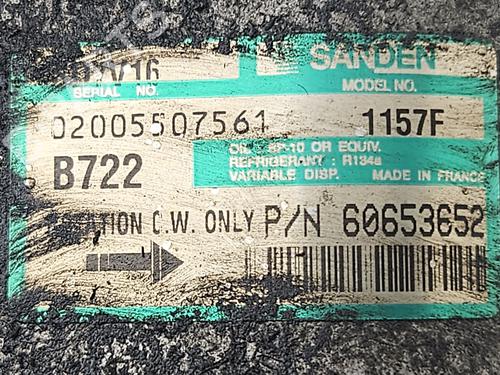 SANDEN
SERIAL NO.
MODEL NO.
02005507561
1157F
OIL : SP-10 OR EQUIV.
REFRIGERANT : R134a
VARIABLE DISP. MADE IN FRANCE
B722
C.W. ONLY P/N 60653652